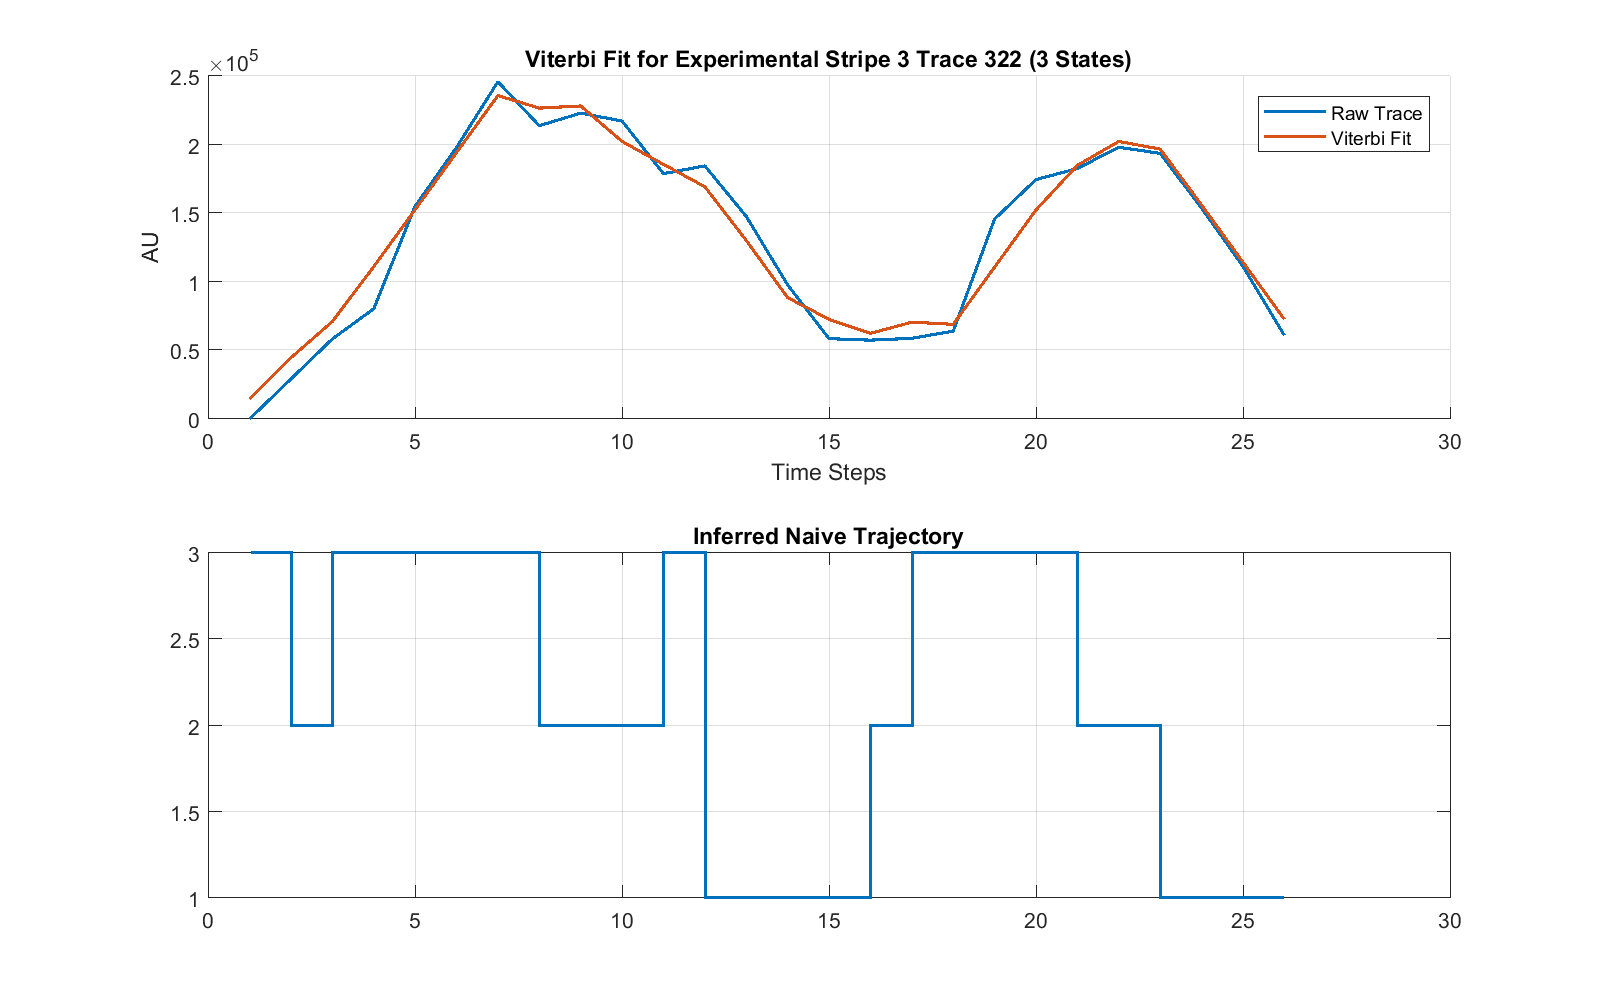 Viterbi Fit for Experimental Stripe 3 Trace 322 (3 States)
×10^5
2.5
2
1.5
1
0.5
0
AU
Raw Trace
Viterbi Fit
0 5 10 15 20 25 30
Time Steps
Inferred Naive Trajectory
3
2.5
2
1.5
1
0 5 10 15 20 25 30